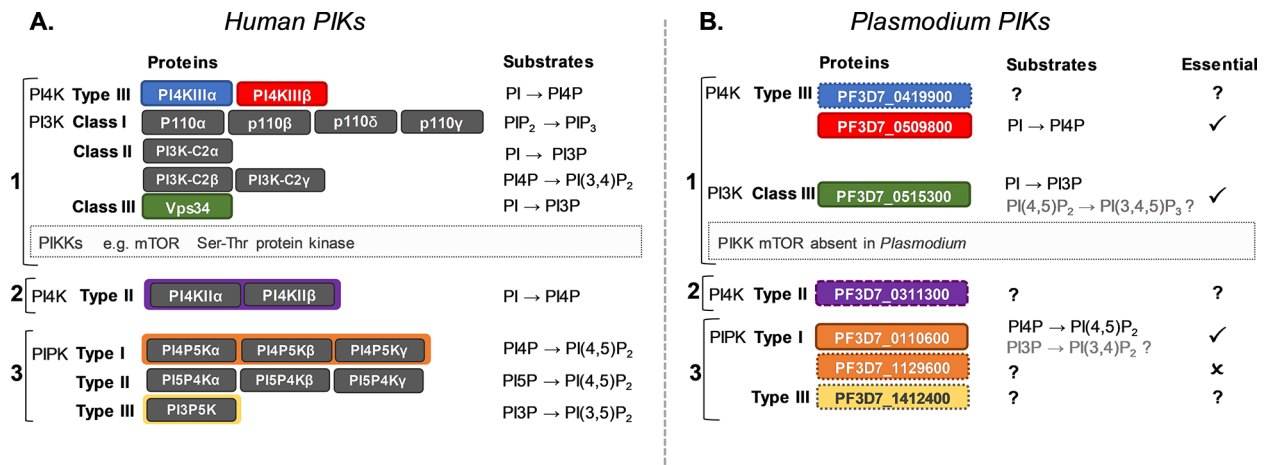 A. Human PIKs
Proteins Substrates
1
PI4K Type III PI4KIIIα PI4KIIIβ PI → PI4P
PI3K Class I P110α p110β p110δ p110γ PIP₂ → PIP₃
Class II PI3K-C2α PI → PI3P
PI3K-C2β PI3K-C2γ PI4P → PI(3,4)P₂
Class III Vps34 PI → PI3P
PIKKs e.g. mTOR Ser-Thr protein kinase
2 PI4K Type II PI4KIIα PI4KIIβ PI → PI4P
3
PIPK Type I PI4P5Kα PI4P5Kβ PI4P5Kγ PI4P → PI(4,5)P₂
Type II PI5P4Kα PI5P4Kβ PI5P4Kγ PI5P → PI(4,5)P₂
Type III PI3P5K PI3P → PI(3,5)P₂
B. Plasmodium PIKs
Proteins Substrates Essential
1
PI4K Type III PF3D7_0419900 ? ?
PF3D7_0509800 PI → PI4P ✓
PI3K Class III PF3D7_0515300 PI → PI3P ✓
PI(4,5)P₂ → PI(3,4,5)P₃ ?
PIKK mTOR absent in Plasmodium
2 PI4K Type II PF3D7_0311300 ? ?
3
PIPK Type I PF3D7_0110600 PI4P → PI(4,5)P₂ ✓
PI3P → PI(3,4)P₂ ?
PF3D7_1129600 ? ×
Type III PF3D7_1412400 ? ?